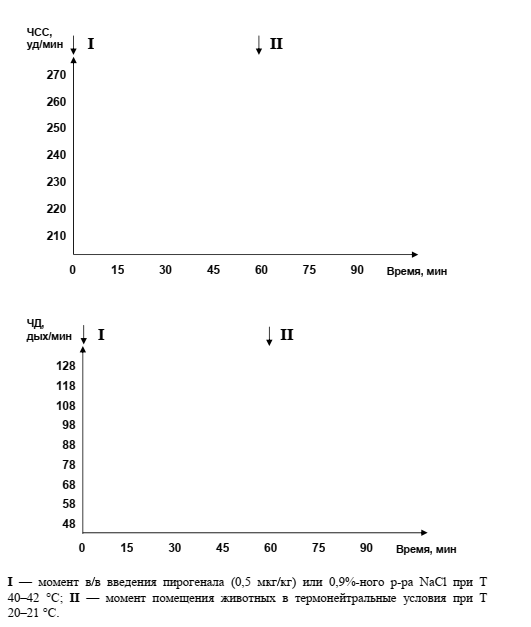 ЧСС,
уд/мин
I
II
270
260
250
240
230
220
210
0 15 30 45 60 75 90 Время, мин
ЧД,
дых/мин
I
II
128
118
108
98
88
78
68
58
48
0 15 30 45 60 75 90 Время, мин
I — момент в/в введения пирогенала (0,5 мкг/кг) или 0,9%-ного р-ра NaCl при Т
40–42 °С; II — момент помещения животных в термонейтральные условия при Т
20–21 °С.